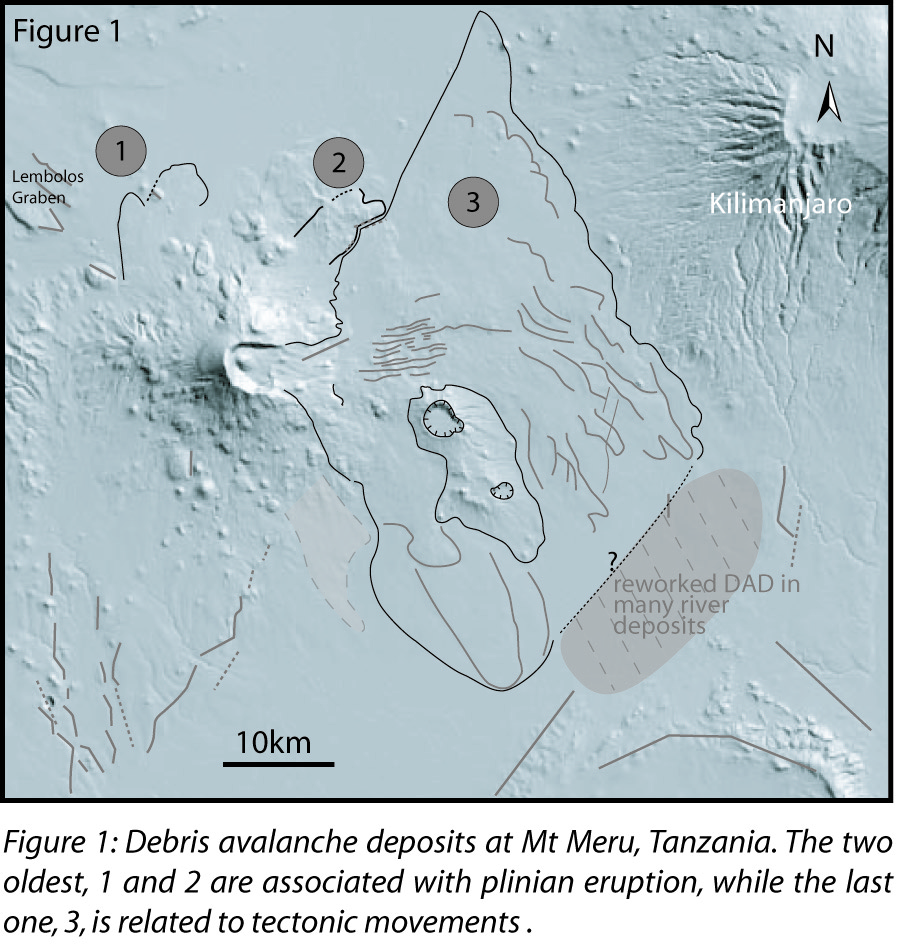 Figure 1
N
1
2
3
Lembolos
Graben
Kilimanjaro
?
reworked DAD in
many river
deposits
10km
Figure 1: Debris avalanche deposits at Mt Meru, Tanzania. The two
oldest, 1 and 2 are associated with plinian eruption, while the last
one, 3, is related to tectonic movements .